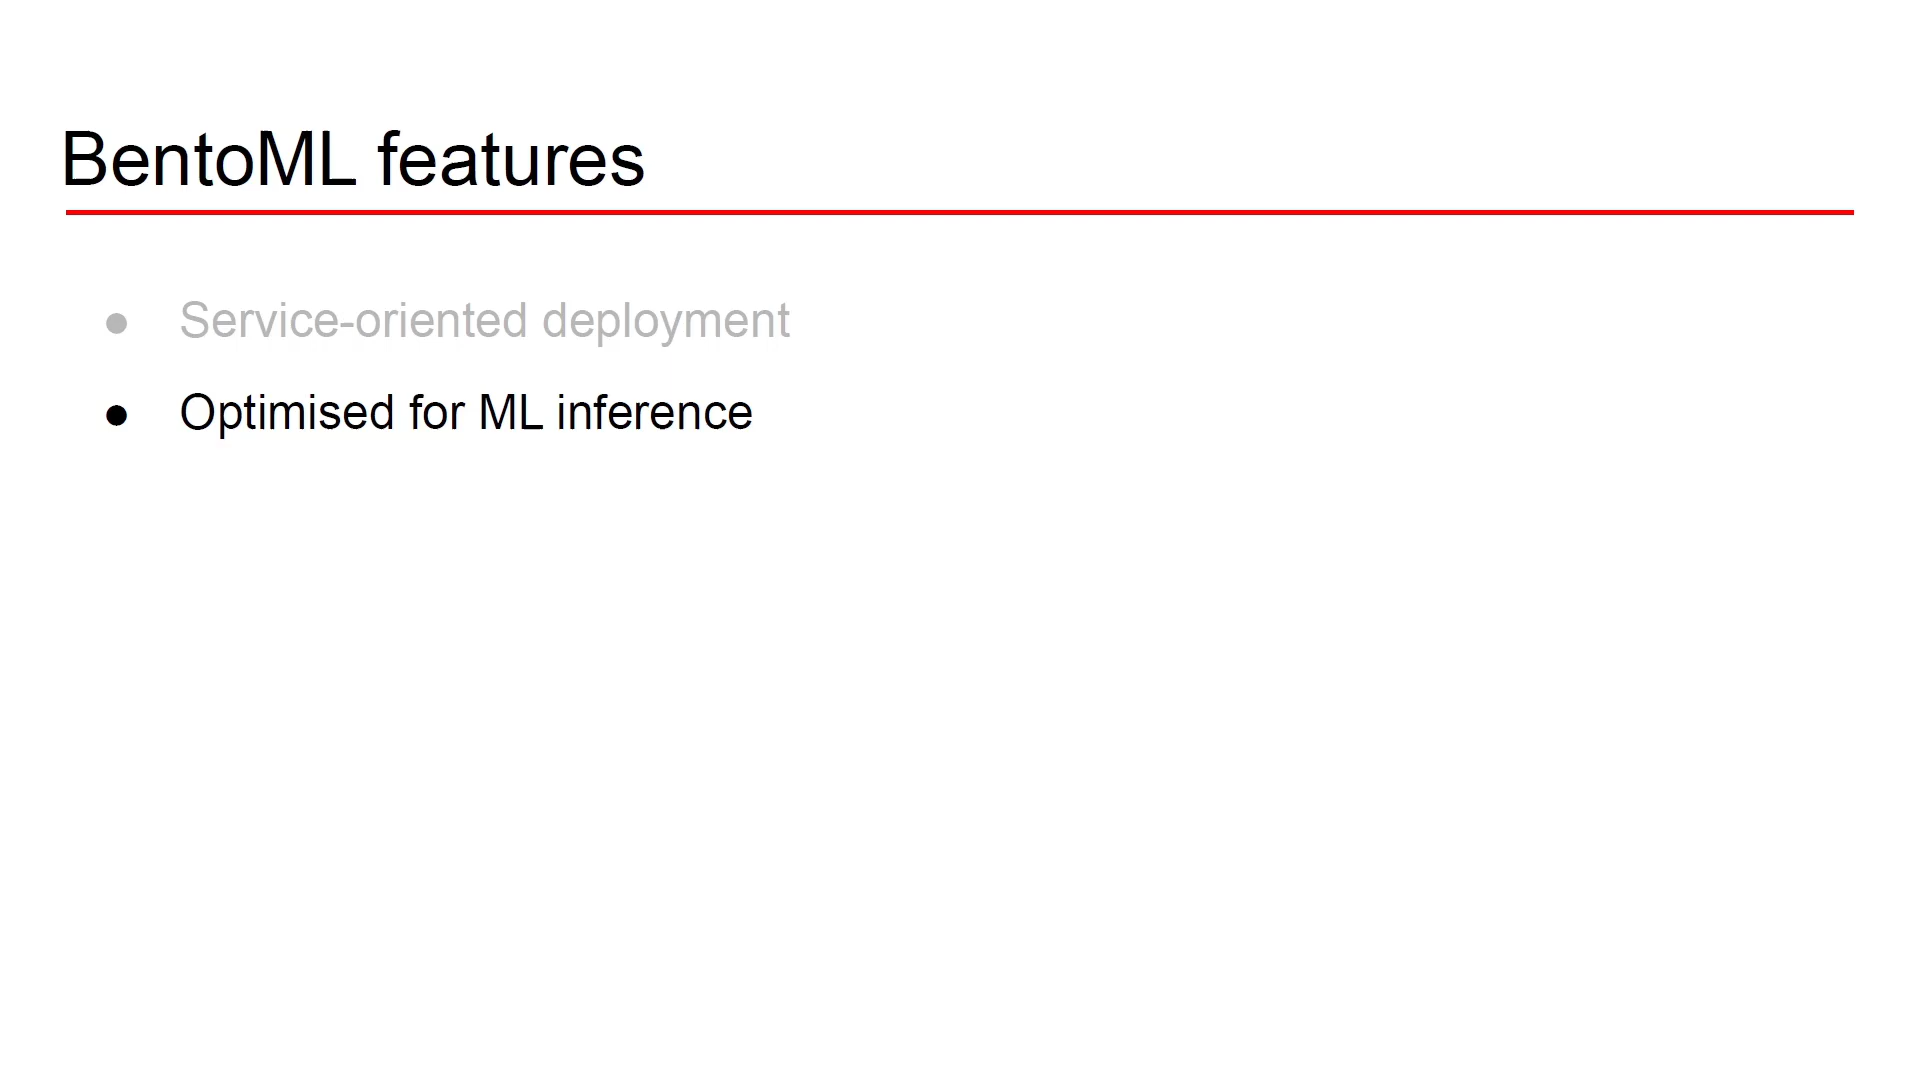 BentoML features
● Service-oriented deployment
● Optimised for ML inference